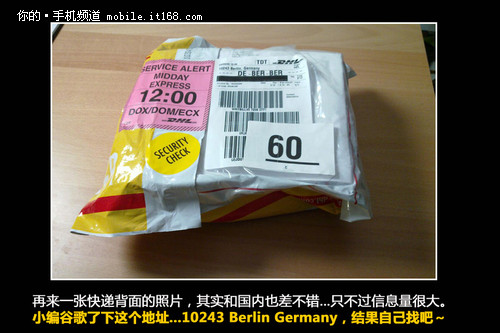 你的·手机频道 mobile.it168.com
SERVICE ALERT
MIDDAY
EXPRESS
12:00
DOX/DOM/ECX
DHL
SECURITY
CHECK
TDT
DHL
10243 Berlin, Germany
DE BER BER
60
再来一张快递背面的照片，其实和国内也差不错...只不过信息量很大。
小编谷歌了下这个地址...10243 Berlin Germany，结果自己找吧～